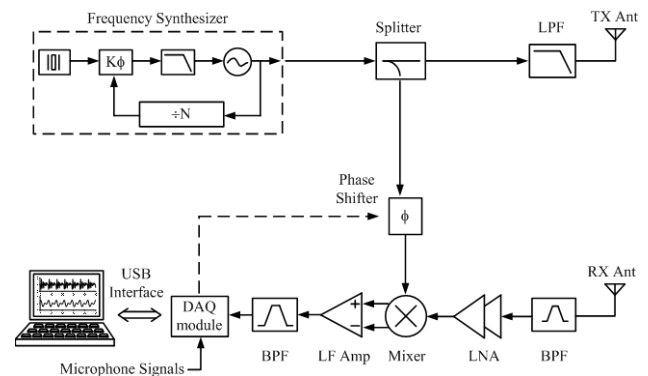 Frequency Synthesizer
TX Ant
Splitter
LPF
Kϕ
÷N
Phase
Shifter
ϕ
USB
Interface
RX Ant
DAQ
module
BPF
LF Amp
Mixer
LNA
BPF
Microphone Signals